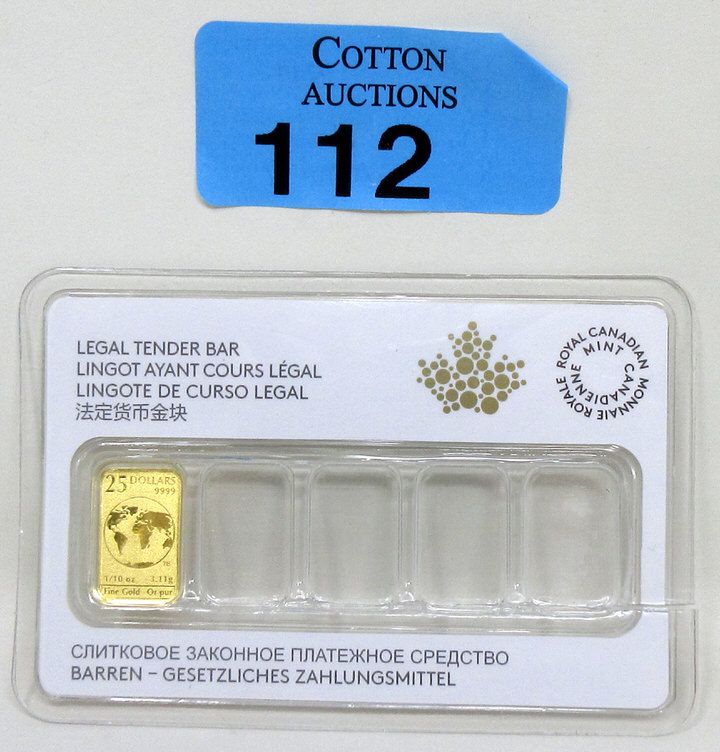 COTTON
AUCTIONS
112
LEGAL TENDER BAR
LINGOT AYANT COURS LÉGAL
LINGOTE DE CURSO LEGAL
法定货币金块
ROYAL CANADIAN MINT
MONNAIE ROYALE CANADIENNE
25 DOLLARS
9999
TB
1/10 oz 3.11g
Fine Gold Or pur
СЛИТКОВОЕ ЗАКОННОЕ ПЛАТЕЖНОЕ СРЕДСТВО
BARREN – GESETZLICHES ZAHLUNGSMITTEL